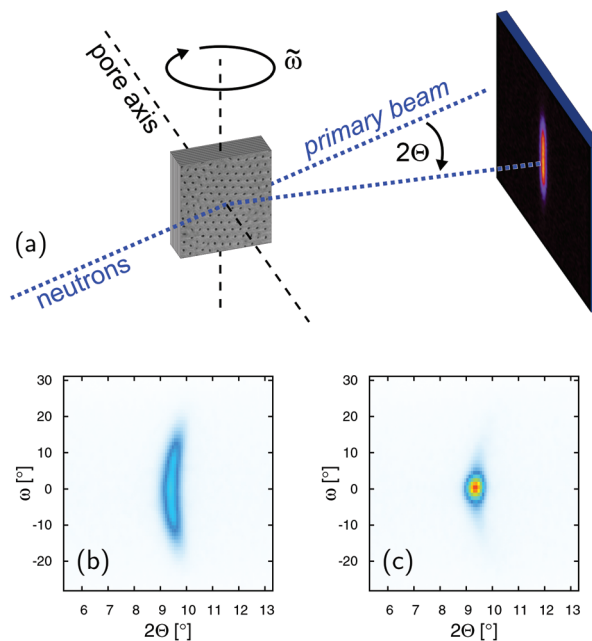 ω̃
pore axis
primary beam
2Θ
(a)
neutrons
30
20
10
0
-10
-20
ω [°]
(b)
6 7 8 9 10 11 12 13
2Θ [°]
30
20
10
0
-10
-20
ω [°]
(c)
6 7 8 9 10 11 12 13
2Θ [°]